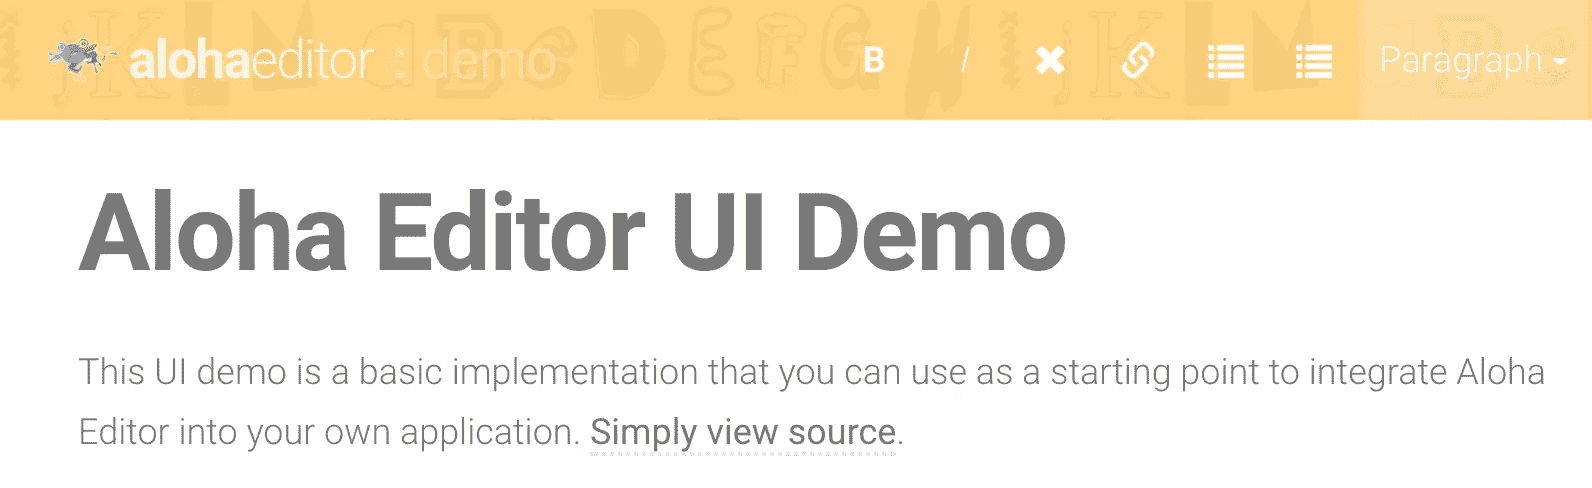 alohaeditor : demo B I Paragraph
Aloha Editor UI Demo
This UI demo is a basic implementation that you can use as a starting point to integrate Aloha
Editor into your own application. Simply view source.